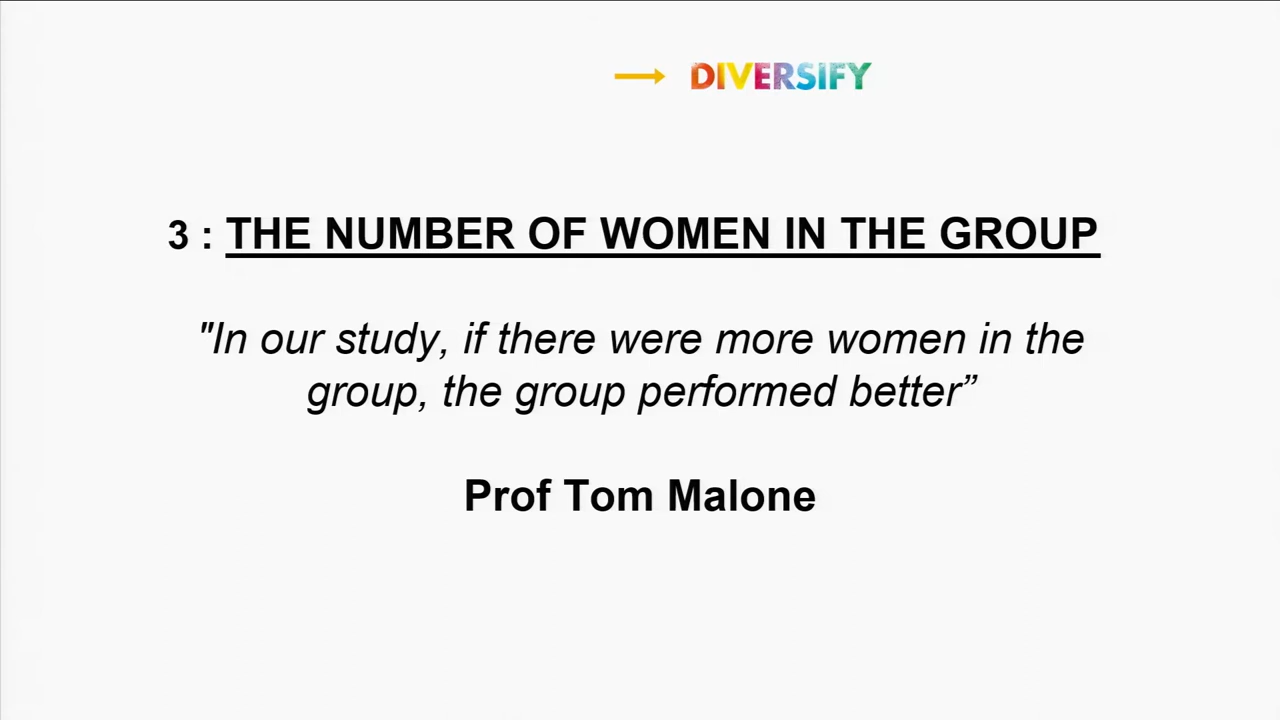 DIVERSIFY
3 : THE NUMBER OF WOMEN IN THE GROUP
"In our study, if there were more women in the
group, the group performed better”
Prof Tom Malone